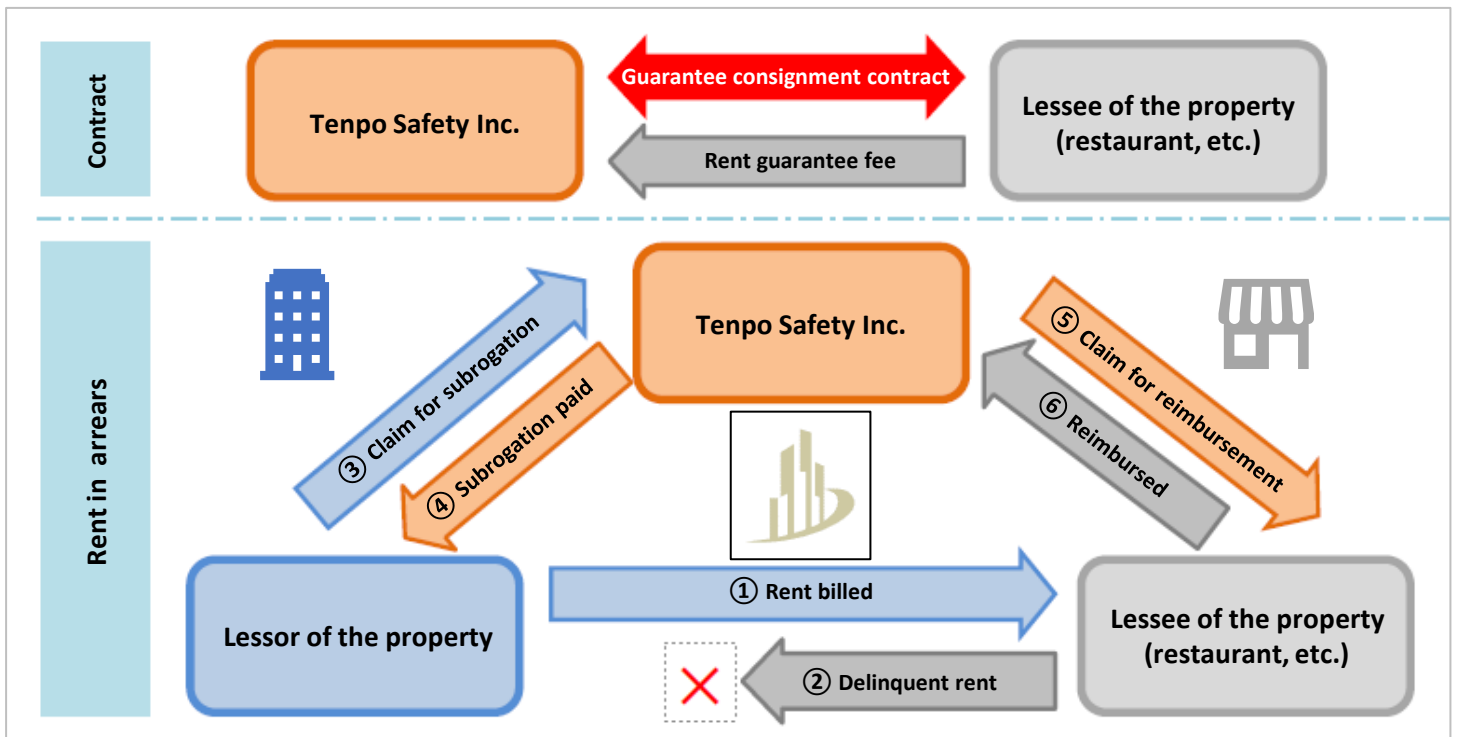 Contract
Tenpo Safety Inc.
Guarantee consignment contract
Rent guarantee fee
Lessee of the property
(restaurant, etc.)
Rent in arrears
Tenpo Safety Inc.
③ Claim for subrogation
④ Subrogation paid
⑤ Claim for reimbursement
⑥ Reimbursed
Lessor of the property
① Rent billed
② Delinquent rent
Lessee of the property
(restaurant, etc.)